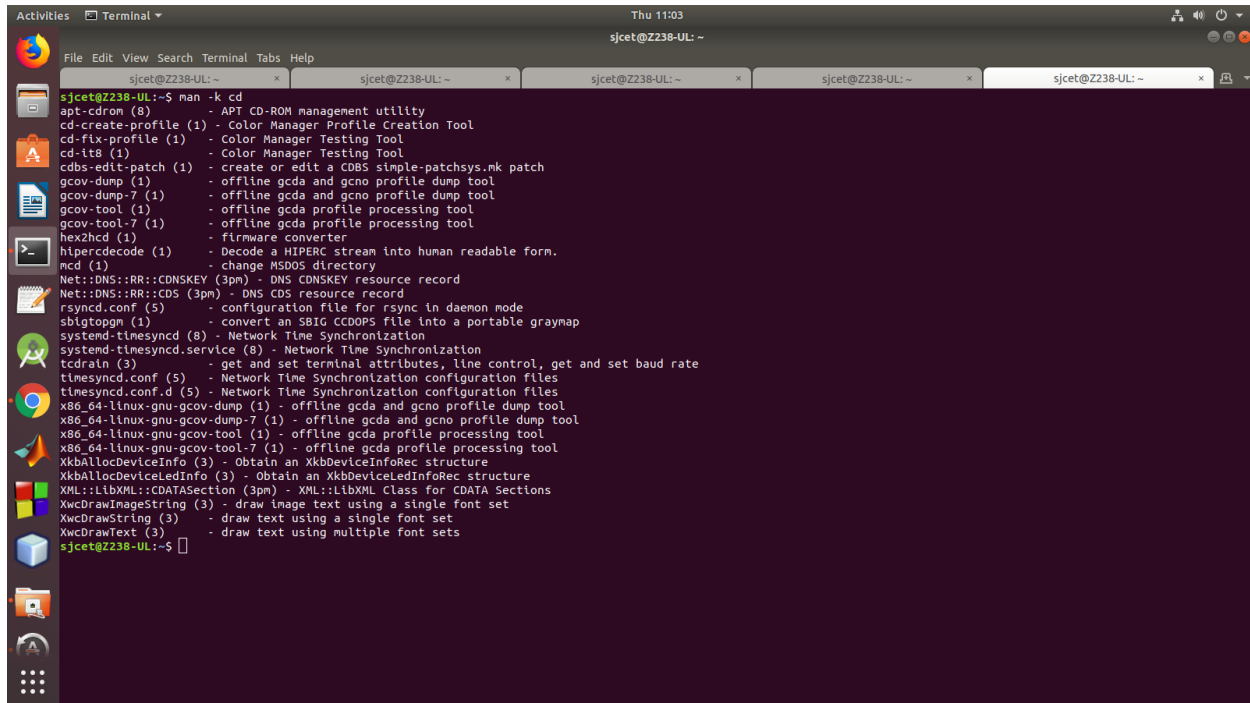 Activities Terminal Thu 11:03
sjcet@Z238-UL: ~
File Edit View Search Terminal Tabs Help
sjcet@Z238-UL: ~ × sjcet@Z238-UL: ~ × sjcet@Z238-UL: ~ × sjcet@Z238-UL: ~ × sjcet@Z238-UL: ~ ×
sjcet@Z238-UL:~$ man -k cd
apt-cdrom (8) - APT CD-ROM management utility
cd-create-profile (1) - Color Manager Profile Creation Tool
cd-fix-profile (1) - Color Manager Testing Tool
cd-it8 (1) - Color Manager Testing Tool
cdbs-edit-patch (1) - create or edit a CDBS simple-patchsys.mk patch
gcov-dump (1) - offline gcda and gcno profile dump tool
gcov-dump-7 (1) - offline gcda and gcno profile dump tool
gcov-tool (1) - offline gcda profile processing tool
gcov-tool-7 (1) - offline gcda profile processing tool
hex2hcd (1) - firmware converter
hipercdecode (1) - Decode a HIPERC stream into human readable form.
mcd (1) - change MSDOS directory
Net::DNS::RR::CDNSKEY (3pm) - DNS CDNSKEY resource record
Net::DNS::RR::CDS (3pm) - DNS CDS resource record
rsyncd.conf (5) - configuration file for rsync in daemon mode
sbigtopgm (1) - convert an SBIG CCDOPS file into a portable graymap
systemd-timesyncd (8) - Network Time Synchronization
systemd-timesyncd.service (8) - Network Time Synchronization
tcdrain (3) - get and set terminal attributes, line control, get and set baud rate
timesyncd.conf (5) - Network Time Synchronization configuration files
timesyncd.conf.d (5) - Network Time Synchronization configuration files
x86_64-linux-gnu-gcov-dump (1) - offline gcda and gcno profile dump tool
x86_64-linux-gnu-gcov-dump-7 (1) - offline gcda and gcno profile dump tool
x86_64-linux-gnu-gcov-tool (1) - offline gcda profile processing tool
x86_64-linux-gnu-gcov-tool-7 (1) - offline gcda profile processing tool
XkbAllocDeviceInfo (3) - Obtain an XkbDeviceInfoRec structure
XkbAllocDeviceLedInfo (3) - Obtain an XkbDeviceLedInfoRec structure
XML::LibXML::CDATASection (3pm) - XML::LibXML Class for CDATA Sections
XwcDrawImageString (3) - draw image text using a single font set
XwcDrawString (3) - draw text using a single font set
XwcDrawText (3) - draw text using multiple font sets
sjcet@Z238-UL:~$